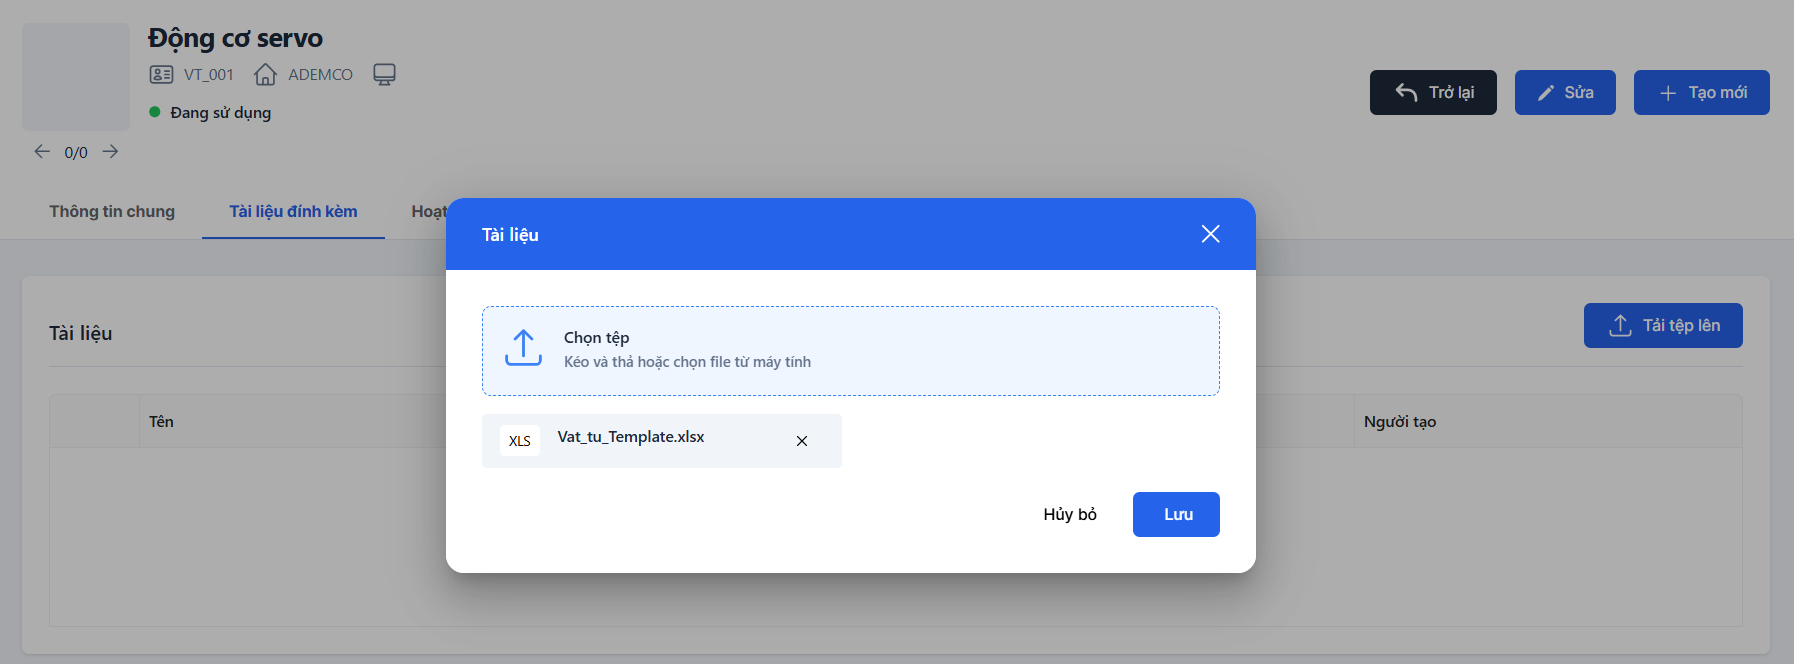 Động cơ servo
VT_001 ADEMCO
Đang sử dụng
Trở lại
Sửa
Tạo mới
0/0
Thông tin chung
Tài liệu đính kèm
Hoạt
Tài liệu
Tải tệp lên
Tên
Người tạo
Tài liệu
Chọn tệp
Kéo và thả hoặc chọn file từ máy tính
XLS Vat_tu_Template.xlsx
Hủy bỏ
Lưu